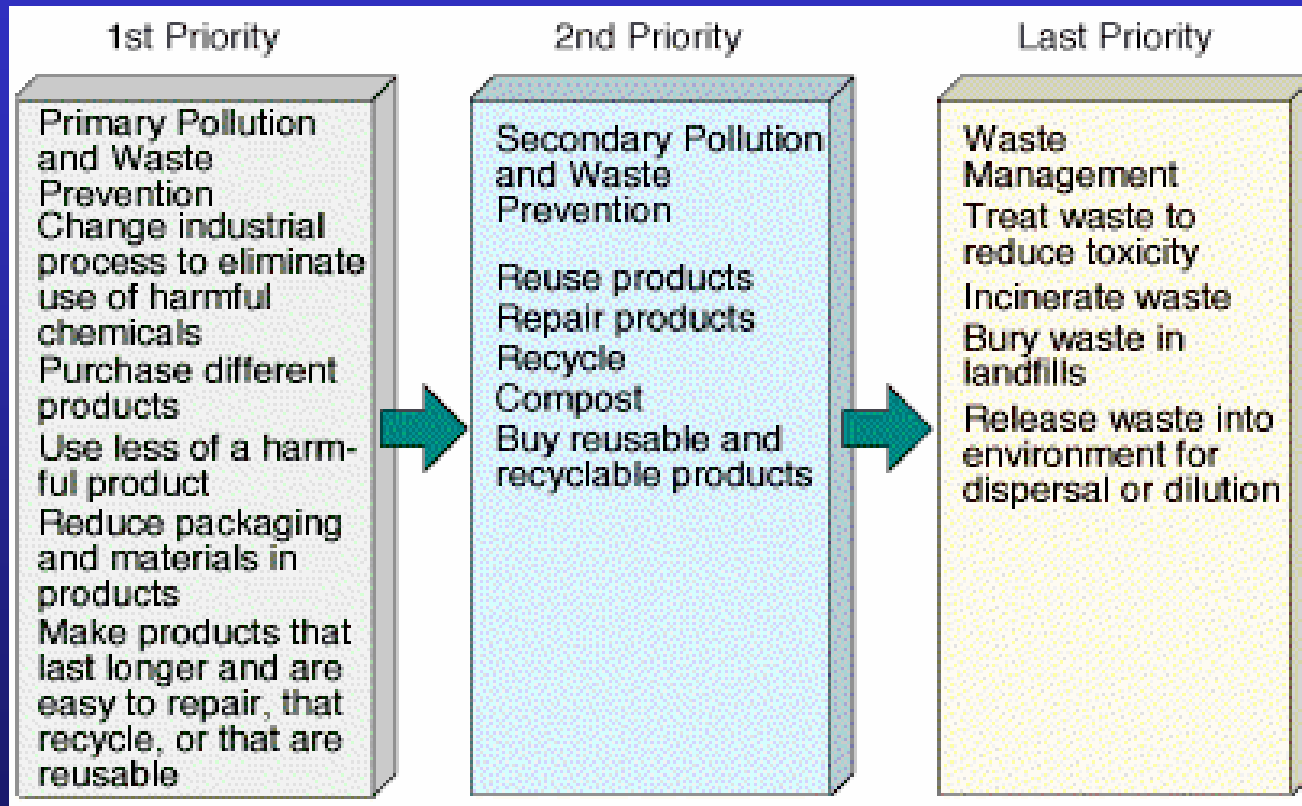 1st Priority
Primary Pollution
and Waste
Prevention
Change industrial
process to eliminate
use of harmful
chemicals
Purchase different
products
Use less of a harm-
ful product
Reduce packaging
and materials in
products
Make products that
last longer and are
easy to repair, that
recycle, or that are
reusable
2nd Priority
Secondary Pollution
and Waste
Prevention
Reuse products
Repair products
Recycle
Compost
Buy reusable and
recyclable products
Last Priority
Waste
Management
Treat waste to
reduce toxicity
Incinerate waste
Bury waste in
landfills
Release waste into
environment for
dispersal or dilution